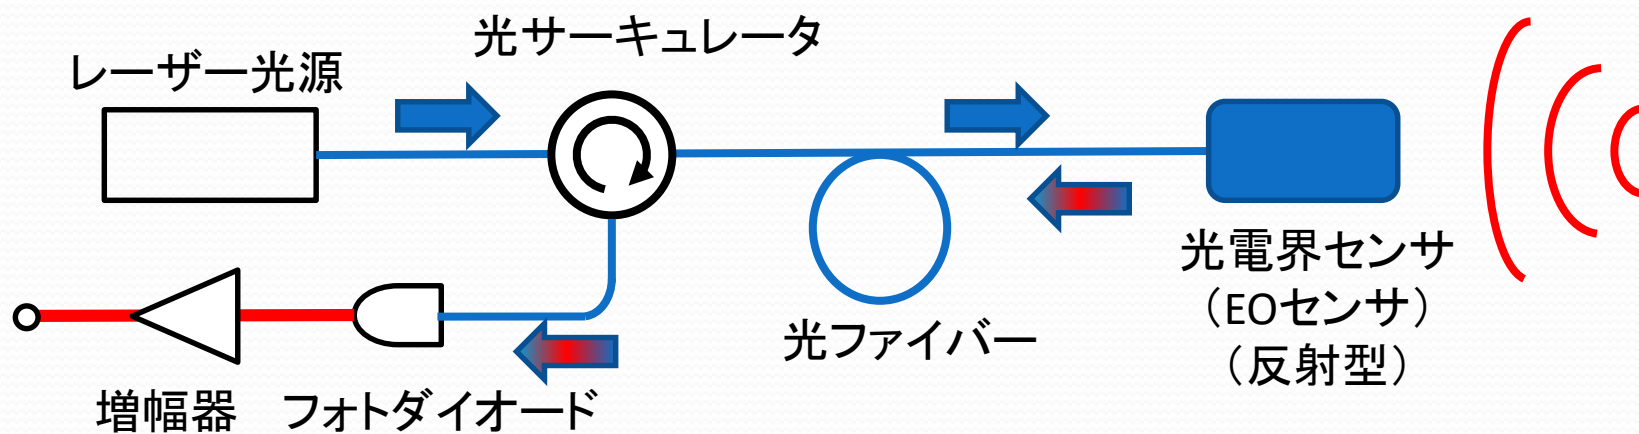 光サーキュレータ
レーザー光源
光電界センサ
（EOセンサ）
（反射型）
光ファイバー
増幅器
フォトダイオード